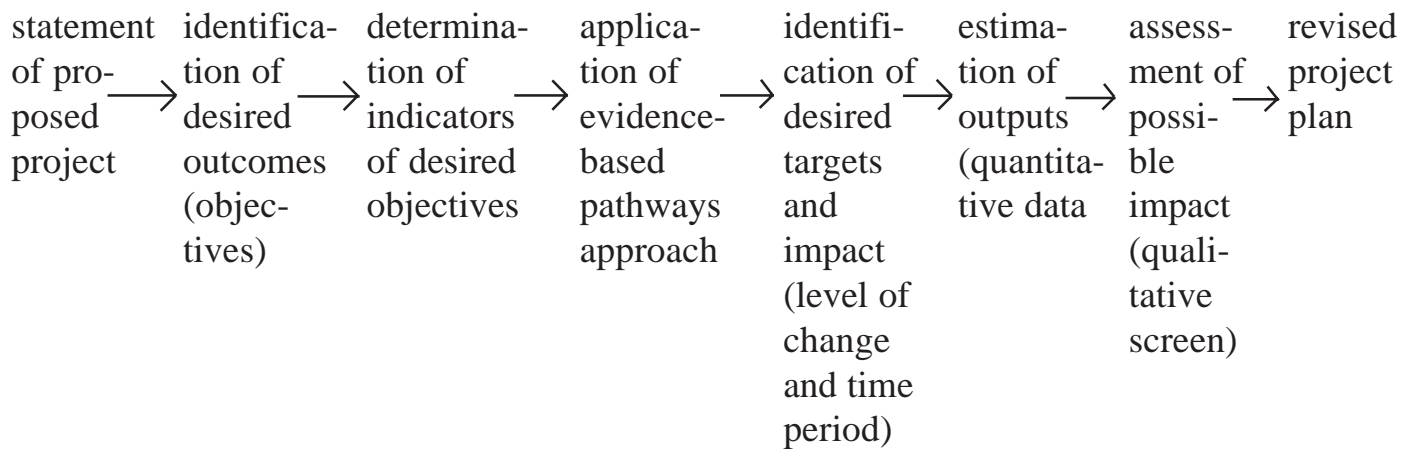 statement
of pro-
posed
project
identifica-
tion of
desired
outcomes
(objec-
tives)
determina-
tion of
indicators
of desired
objectives
applica-
tion of
evidence-
based
pathways
approach
identifi-
cation of
desired
targets
and
impact
(level of
change
and time
period)
estima-
tion of
outputs
(quantita-
tive data
assess-
ment of
possi-
ble
impact
(quali-
tative
screen)
revised
project
plan